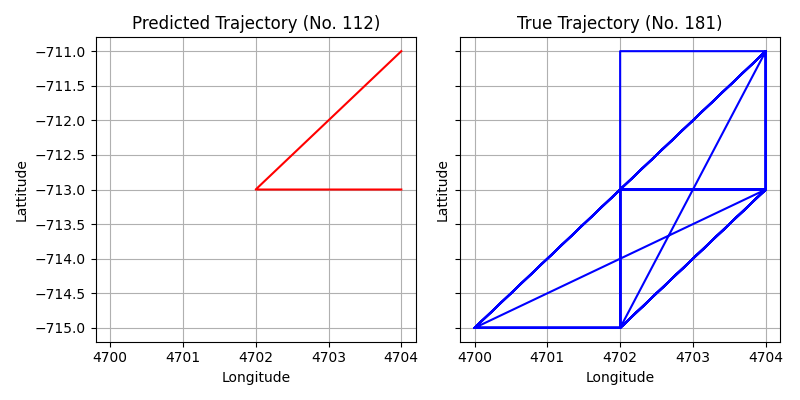 Predicted Trajectory (No. 112)
−711.0
−711.5
−712.0
−712.5
−713.0
−713.5
−714.0
−714.5
−715.0
Lattitude
4700 4701 4702 4703 4704
Longitude
True Trajectory (No. 181)
Lattitude
4700 4701 4702 4703 4704
Longitude